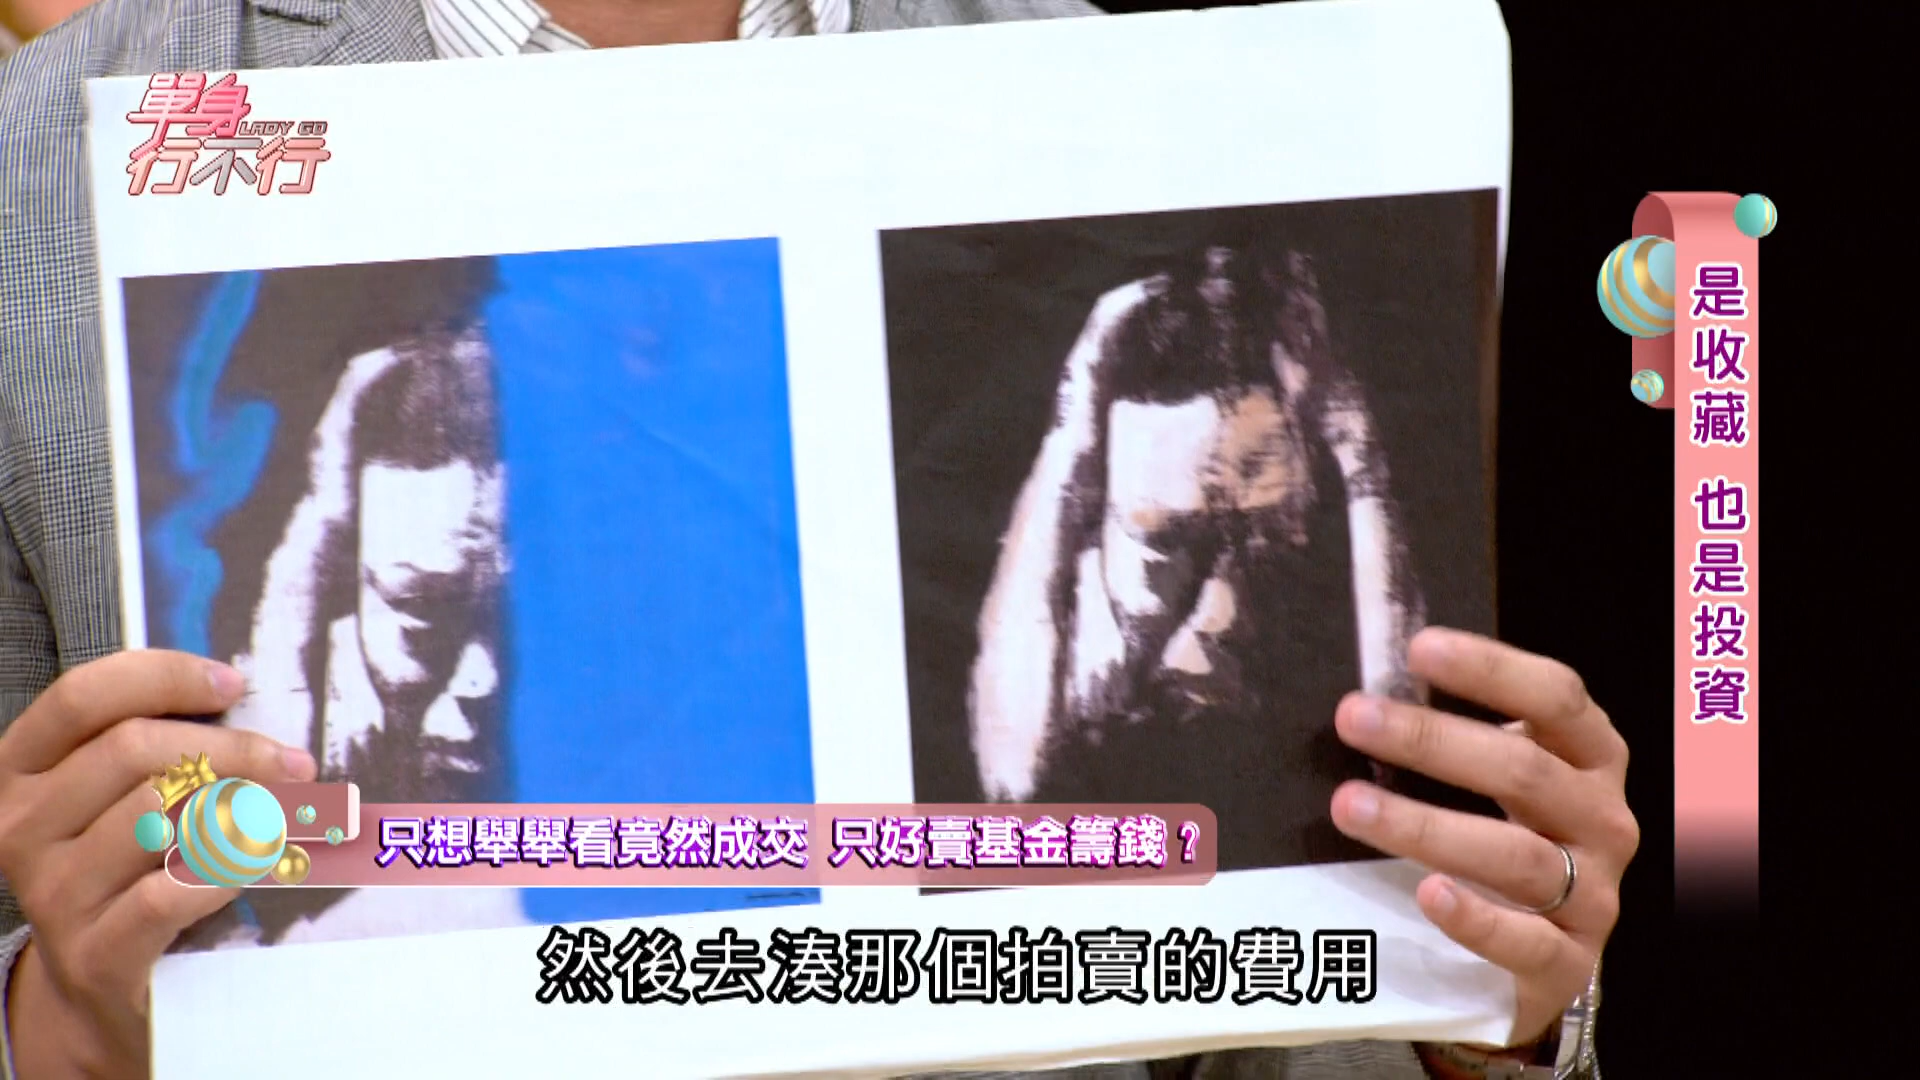 單身
LADY GO
行不行
是收藏 也是投資
只想舉舉看竟然成交 只好賣基金籌錢？
然後去湊那個拍賣的費用